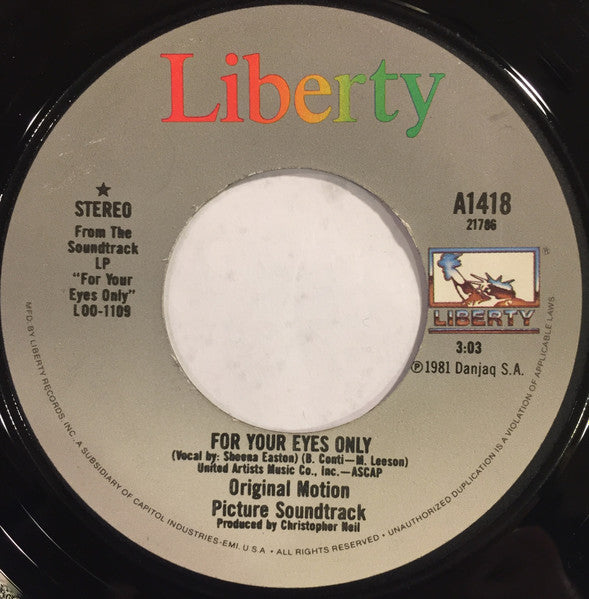 Liberty
★
STEREO
From The
Soundtrack
LP
"For Your
Eyes Only"
LOO-1109
A1418
21786
®
LIBERTY
3:03
Ⓟ1981 Danjaq S.A.
FOR YOUR EYES ONLY
(Vocal by: Sheena Easton) (B. Conti—M. Leeson)
United Artists Music Co., Inc.—ASCAP
Original Motion
Picture Soundtrack
Produced by Christopher Neil
MFD. BY LIBERTY RECORDS, INC., A SUBSIDIARY OF CAPITOL INDUSTRIES-EMI, U.S.A. • ALL RIGHTS RESERVED • UNAUTHORIZED DUPLICATION IS A VIOLATION OF APPLICABLE LAWS.